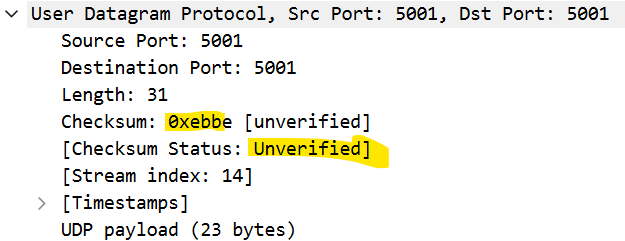 User Datagram Protocol, Src Port: 5001, Dst Port: 5001
Source Port: 5001
Destination Port: 5001
Length: 31
Checksum: 0xebbe [unverified]
[Checksum Status: Unverified]
[Stream index: 14]
[Timestamps]
UDP payload (23 bytes)